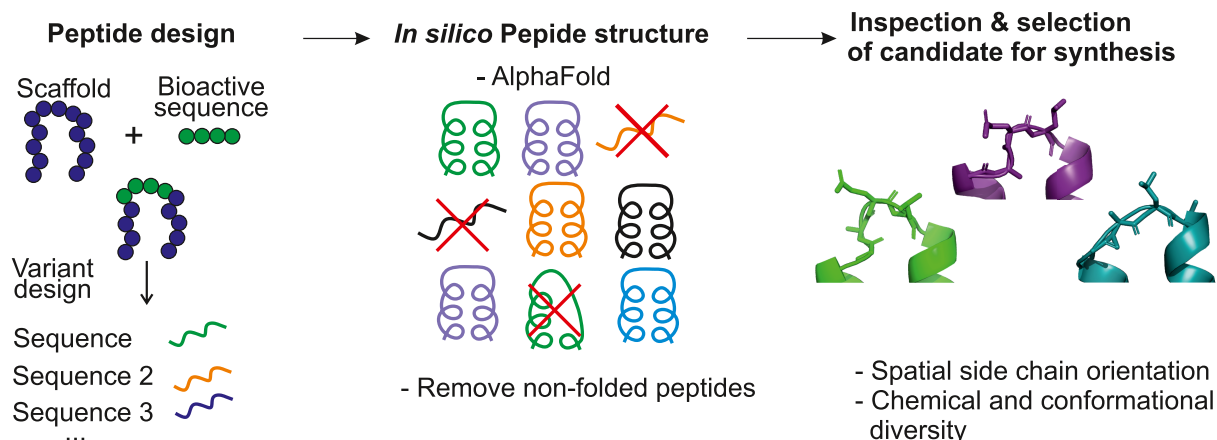 Peptide design
In silico Pepide structure
Inspection & selection
of candidate for synthesis
Scaffold
+
Bioactive
sequence
Variant
design
Sequence
Sequence 2
Sequence 3
...
- AlphaFold
- Remove non-folded peptides
- Spatial side chain orientation
- Chemical and conformational
diversity